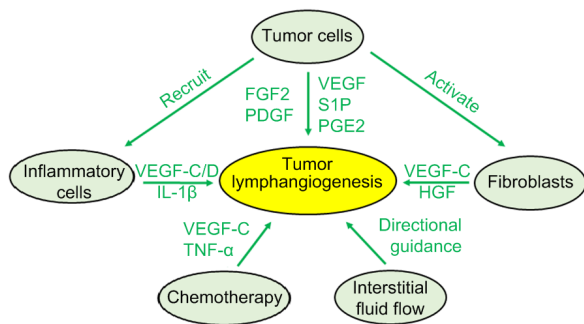 Tumor cells
Recruit
FGF2
PDGF
VEGF
S1P
PGE2
Activate
Inflammatory
cells
VEGF-C/D
IL-1β
Tumor
lymphangiogenesis
VEGF-C
HGF
Fibroblasts
VEGF-C
TNF-α
Directional
guidance
Chemotherapy
Interstitial
fluid flow